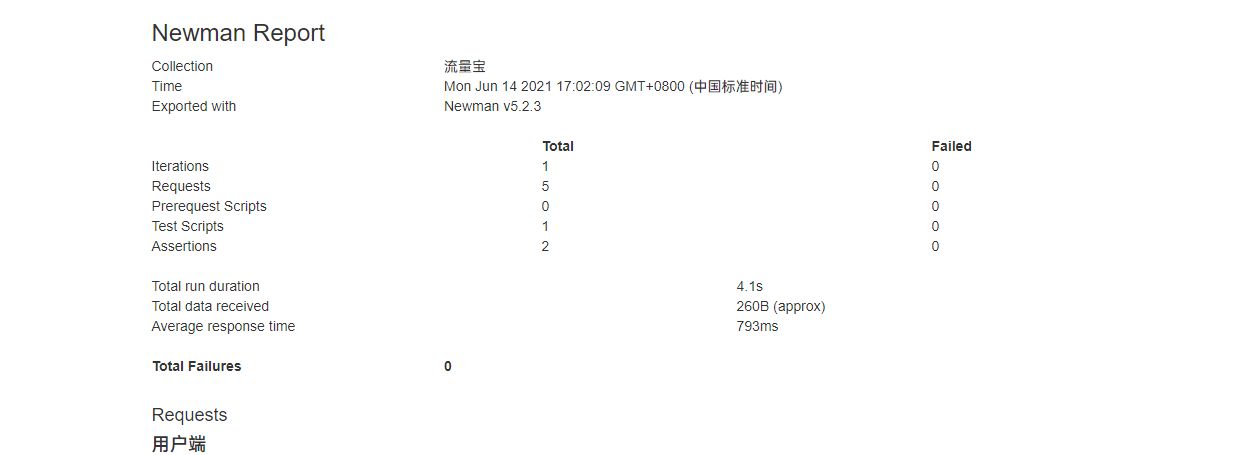 Newman Report
Collection 流量宝
Time Mon Jun 14 2021 17:02:09 GMT+0800 (中国标准时间)
Exported with Newman v5.2.3
Total Failed
Iterations 1 0
Requests 5 0
Prerequest Scripts 0 0
Test Scripts 1 0
Assertions 2 0
Total run duration 4.1s
Total data received 260B (approx)
Average response time 793ms
Total Failures 0
Requests
用户端